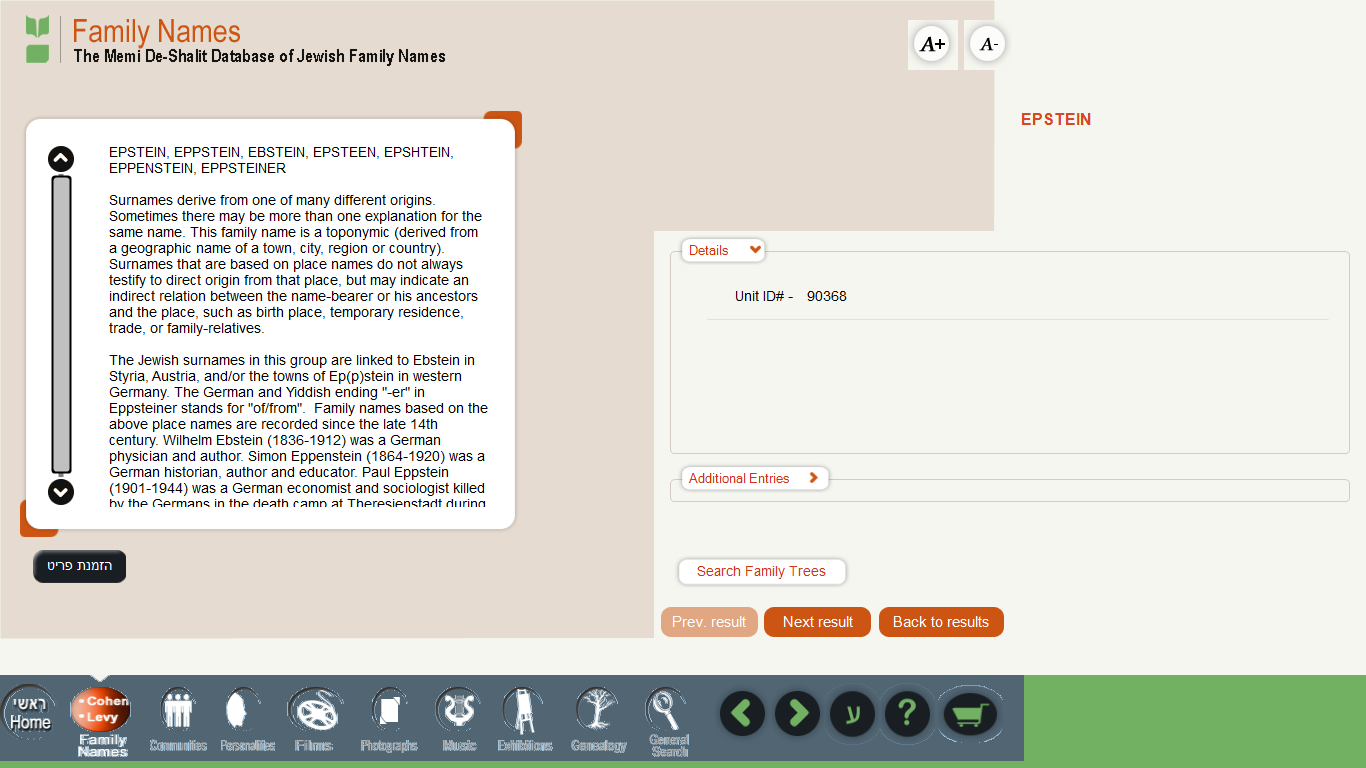 Family Names
The Memi De-Shalit Database of Jewish Family Names
A+
A-
EPSTEIN
EPSTEIN, EPPSTEIN, EBSTEIN, EPSTEEN, EPSHTEIN,
EPPENSTEIN, EPPSTEINER
Surnames derive from one of many different origins.
Sometimes there may be more than one explanation for the
same name. This family name is a toponymic (derived from
a geographic name of a town, city, region or country).
Surnames that are based on place names do not always
testify to direct origin from that place, but may indicate an
indirect relation between the name-bearer or his ancestors
and the place, such as birth place, temporary residence,
trade, or family-relatives.
The Jewish surnames in this group are linked to Ebstein in
Styria, Austria, and/or the towns of Ep(p)stein in western
Germany. The German and Yiddish ending "-er" in
Eppsteiner stands for "of/from".  Family names based on the
above place names are recorded since the late 14th
century. Wilhelm Ebstein (1836-1912) was a German
physician and author. Simon Eppenstein (1864-1920) was a
German historian, author and educator. Paul Eppstein
(1901-1944) was a German economist and sociologist killed
by the Germans in the death camp at Theresienstadt during
הזמנת פריט
Details
Unit ID# - 90368
Additional Entries
Search Family Trees
Prev. result
Next result
Back to results
ראשי
Home
• Cohen
• Levy
Family
Names
Communities
Personalities
Films
Photographs
Music
Exhibitions
Genealogy
General
Search
ע
?